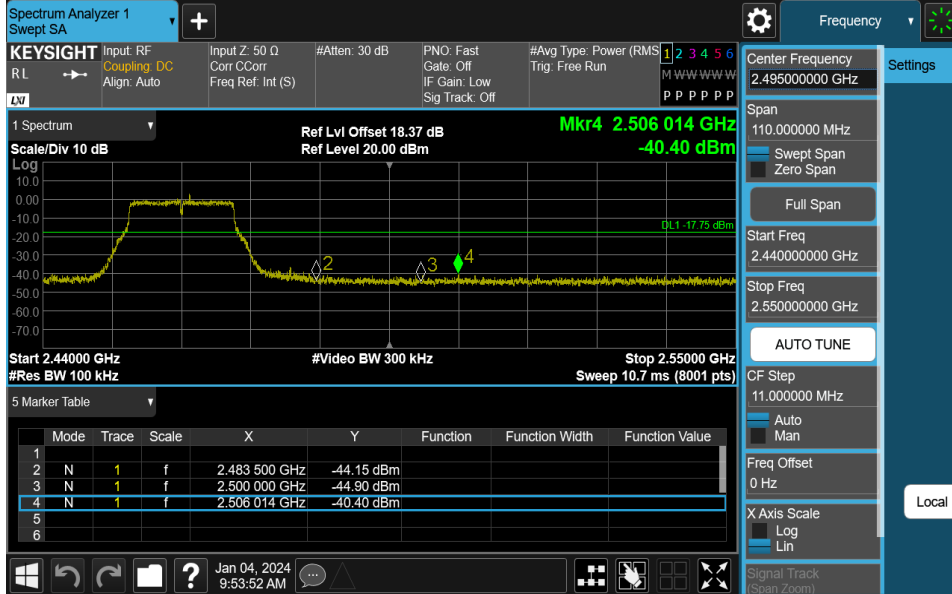 Spectrum Analyzer 1
Swept SA
+
Frequency
KEYSIGHT
RL
LXI
Input: RF
Coupling: DC
Align: Auto
Input Z: 50 Ω
Corr CCorr
Freq Ref: Int (S)
#Atten: 30 dB
PNO: Fast
Gate: Off
IF Gain: Low
Sig Track: Off
#Avg Type: Power (RMS
Trig: Free Run
1 2 3 4 5 6
M W W W W W
P P P P P P
Center Frequency
2.495000000 GHz
Settings
1 Spectrum
Scale/Div 10 dB
Ref Lvl Offset 18.37 dB
Ref Level 20.00 dBm
Mkr4 2.506 014 GHz
-40.40 dBm
Log
10.0
0.00
-10.0
-20.0
-30.0
-40.0
-50.0
-60.0
-70.0
DL1 -17.75 dBm
2
3
4
Start 2.44000 GHz
#Res BW 100 kHz
#Video BW 300 kHz
Stop 2.55000 GHz
Sweep 10.7 ms (8001 pts)
Span
110.000000 MHz
Swept Span
Zero Span
Full Span
Start Freq
2.440000000 GHz
Stop Freq
2.550000000 GHz
AUTO TUNE
CF Step
11.000000 MHz
Auto
Man
Freq Offset
0 Hz
X Axis Scale
Log
Lin
Signal Track
(Span Zoom)
Local
5 Marker Table
Mode Trace Scale X Y Function Function Width Function Value
1
2 N 1 f 2.483 500 GHz -44.15 dBm
3 N 1 f 2.500 000 GHz -44.90 dBm
4 N 1 f 2.506 014 GHz -40.40 dBm
5
6
?
Jan 04, 2024
9:53:52 AM